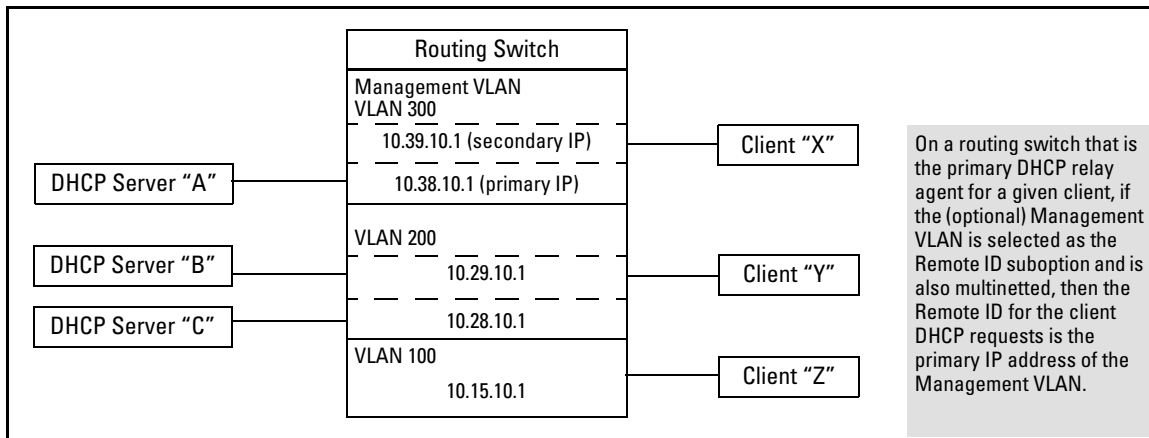 Routing Switch
Management VLAN
VLAN 300
10.39.10.1 (secondary IP)
Client “X”
DHCP Server “A”
10.38.10.1 (primary IP)
VLAN 200
DHCP Server “B”
10.29.10.1
Client “Y”
DHCP Server “C”
10.28.10.1
VLAN 100
10.15.10.1
Client “Z”
On a routing switch that is
the primary DHCP relay
agent for a given client, if
the (optional) Management
VLAN is selected as the
Remote ID suboption and is
also multinetted, then the
Remote ID for the client
DHCP requests is the
primary IP address of the
Management VLAN.